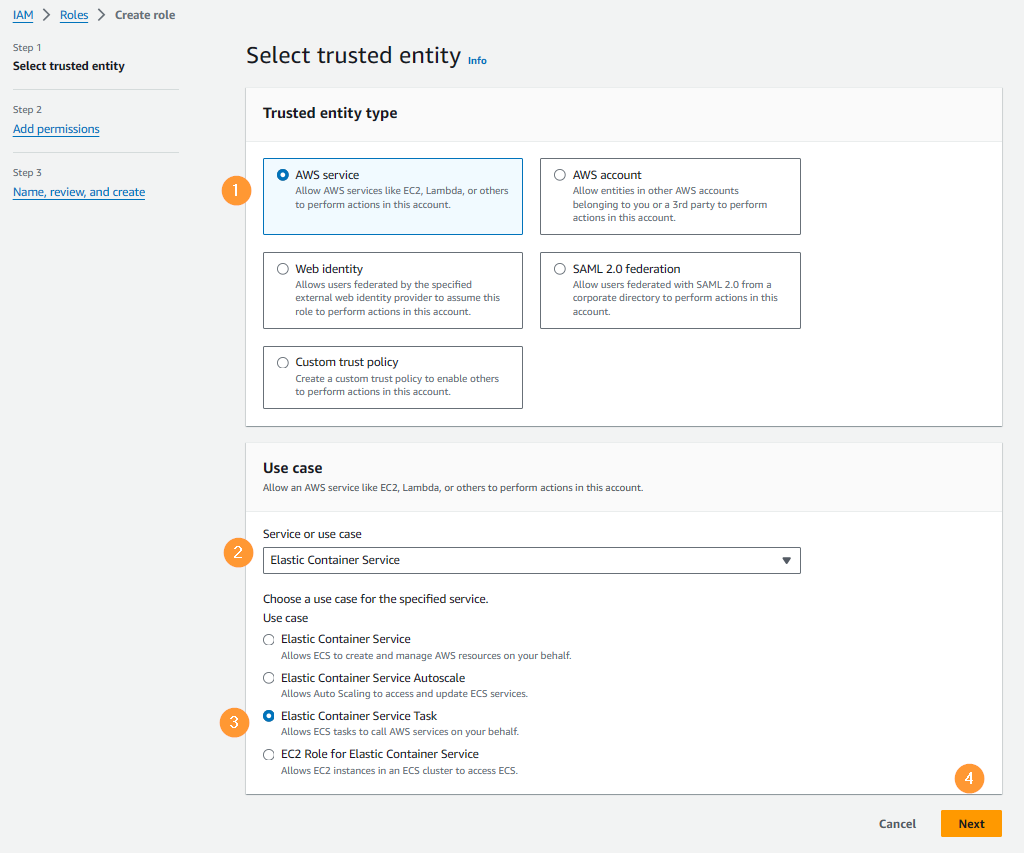 IAM > Roles > Create role
Step 1
Select trusted entity
Step 2
Add permissions
Step 3
Name, review, and create
Select trusted entity Info
Trusted entity type
1
AWS service
Allow AWS services like EC2, Lambda, or others
to perform actions in this account.
AWS account
Allow entities in other AWS accounts
belonging to you or a 3rd party to perform
actions in this account.
Web identity
Allows users federated by the specified
external web identity provider to assume this
role to perform actions in this account.
SAML 2.0 federation
Allow users federated with SAML 2.0 from a
corporate directory to perform actions in this
account.
Custom trust policy
Create a custom trust policy to enable others
to perform actions in this account.
Use case
Allow an AWS service like EC2, Lambda, or others to perform actions in this account.
Service or use case
2
Elastic Container Service
Choose a use case for the specified service.
Use case
Elastic Container Service
Allows ECS to create and manage AWS resources on your behalf.
Elastic Container Service Autoscale
Allows Auto Scaling to access and update ECS services.
3
Elastic Container Service Task
Allows ECS tasks to call AWS services on your behalf.
EC2 Role for Elastic Container Service
Allows EC2 instances in an ECS cluster to access ECS.
4
Cancel
Next